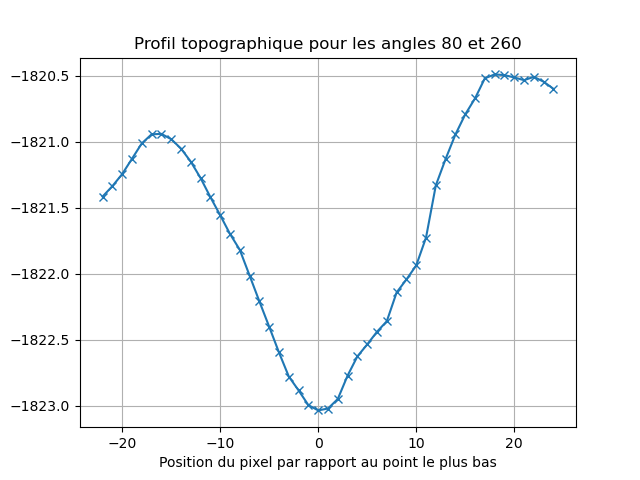 Profil topographique pour les angles 80 et 260
−1820.5
−1821.0
−1821.5
−1822.0
−1822.5
−1823.0
−20 −10 0 10 20
Position du pixel par rapport au point le plus bas